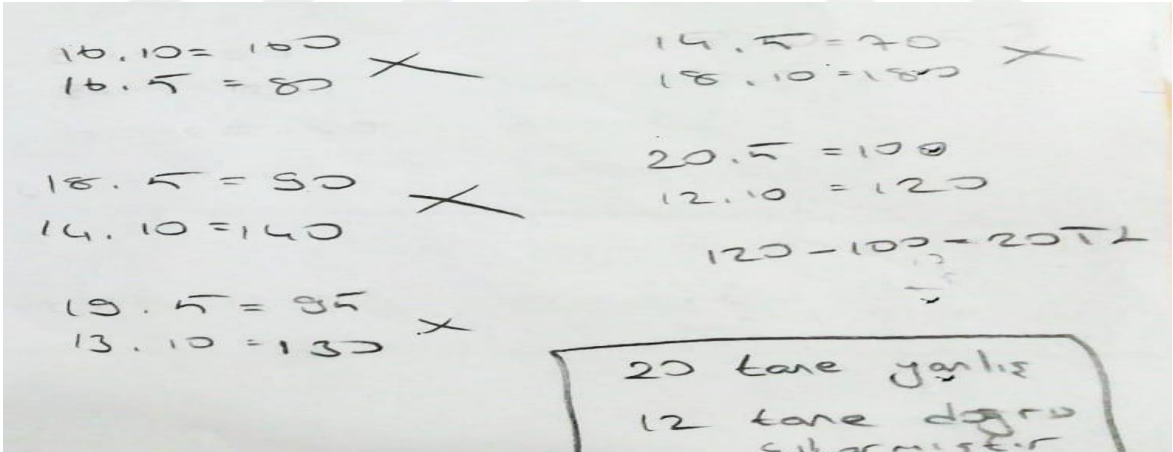 16.10= 160
16.5 = 80
18.5 = 90
14.10=140
19.5 = 95
13.10=130
14.5=70
18.10=180
20.5 =100
12.10 =120
120-100=20TL
20 tane yanlış
12 tane doğru